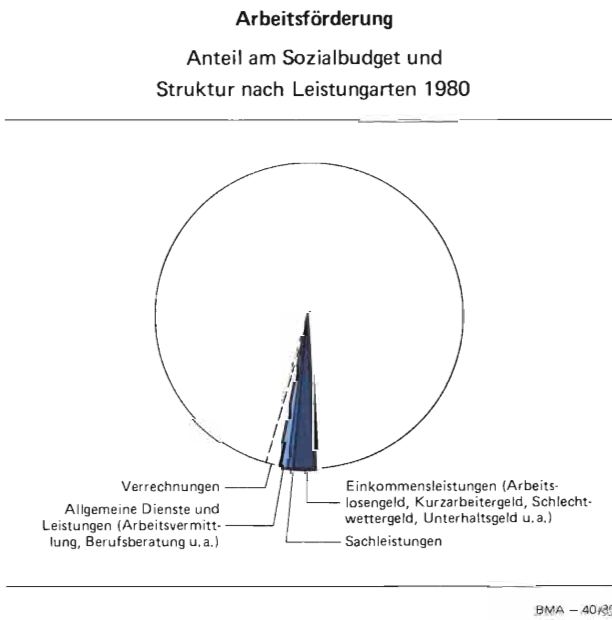 Arbeitsförderung
Anteil am Sozialbudget und
Struktur nach Leistungarten 1980
Verrechnungen
Allgemeine Dienste und
Leistungen (Arbeitsvermitt-
lung, Berufsberatung u.a.)
Einkommensleistungen (Arbeits-
losengeld, Kurzarbeitergeld, Schlecht-
wettergeld, Unterhaltsgeld u.a.)
Sachleistungen
BMA –